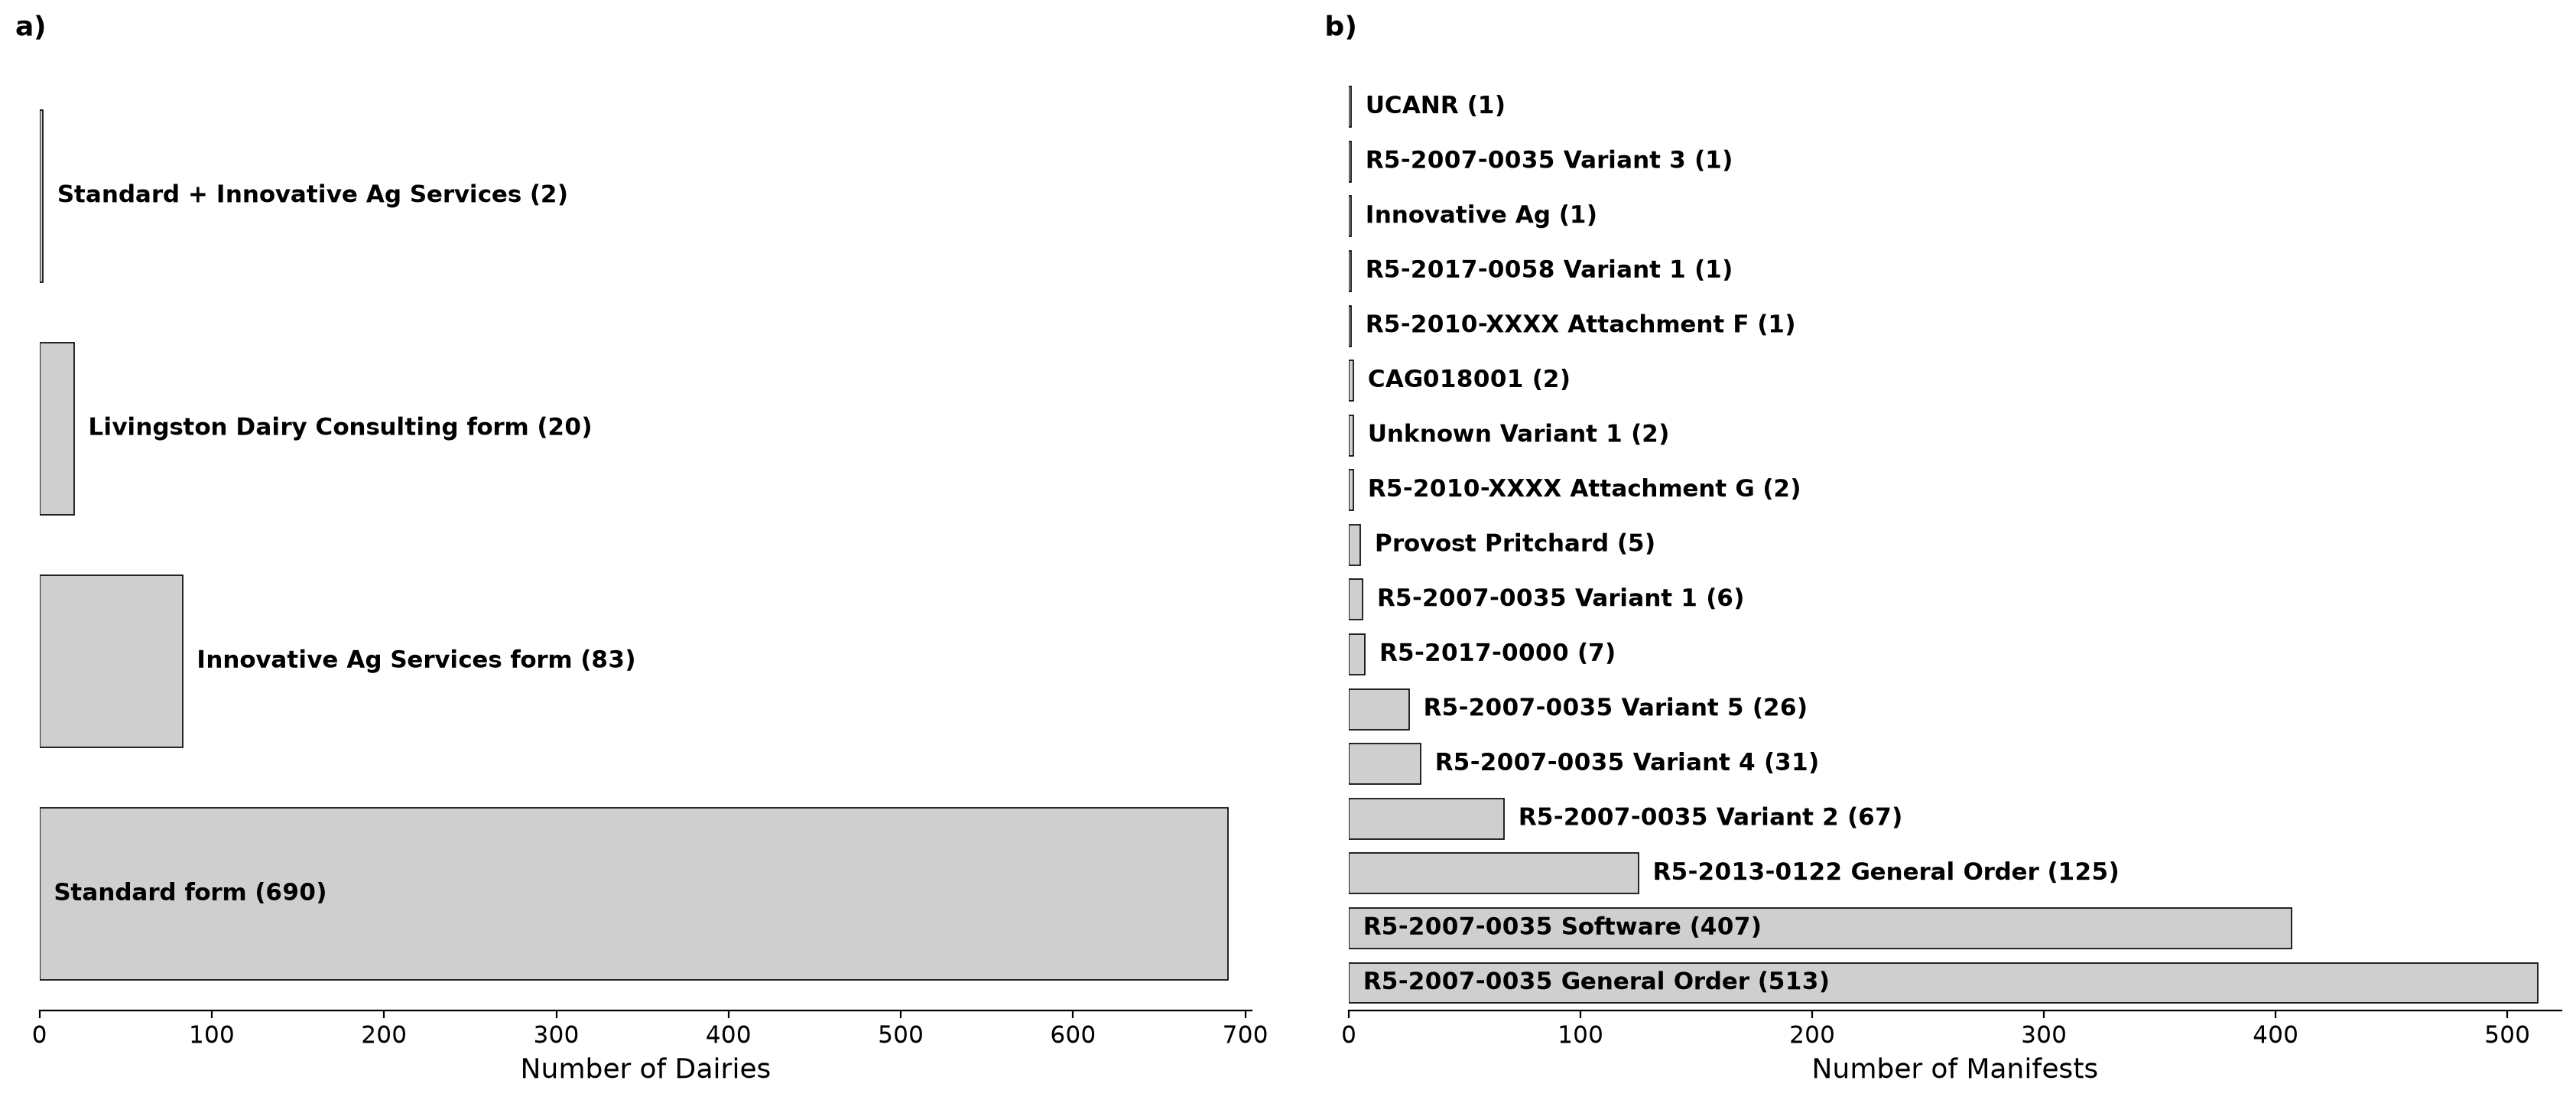 a)
Standard + Innovative Ag Services (2)
Livingston Dairy Consulting form (20)
Innovative Ag Services form (83)
Standard form (690)
0 100 200 300 400 500 600 700
Number of Dairies
b)
UCANR (1)
R5-2007-0035 Variant 3 (1)
Innovative Ag (1)
R5-2017-0058 Variant 1 (1)
R5-2010-XXXX Attachment F (1)
CAG018001 (2)
Unknown Variant 1 (2)
R5-2010-XXXX Attachment G (2)
Provost Pritchard (5)
R5-2007-0035 Variant 1 (6)
R5-2017-0000 (7)
R5-2007-0035 Variant 5 (26)
R5-2007-0035 Variant 4 (31)
R5-2007-0035 Variant 2 (67)
R5-2013-0122 General Order (125)
R5-2007-0035 Software (407)
R5-2007-0035 General Order (513)
0 100 200 300 400 500
Number of Manifests